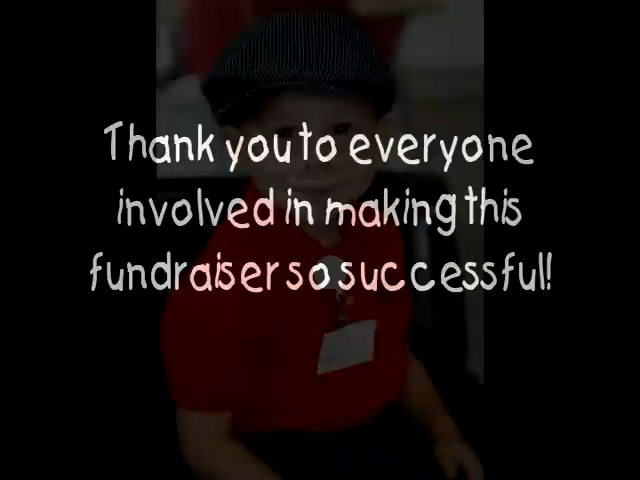 Thank you to everyone
involved in making this
fundraiser so successful!